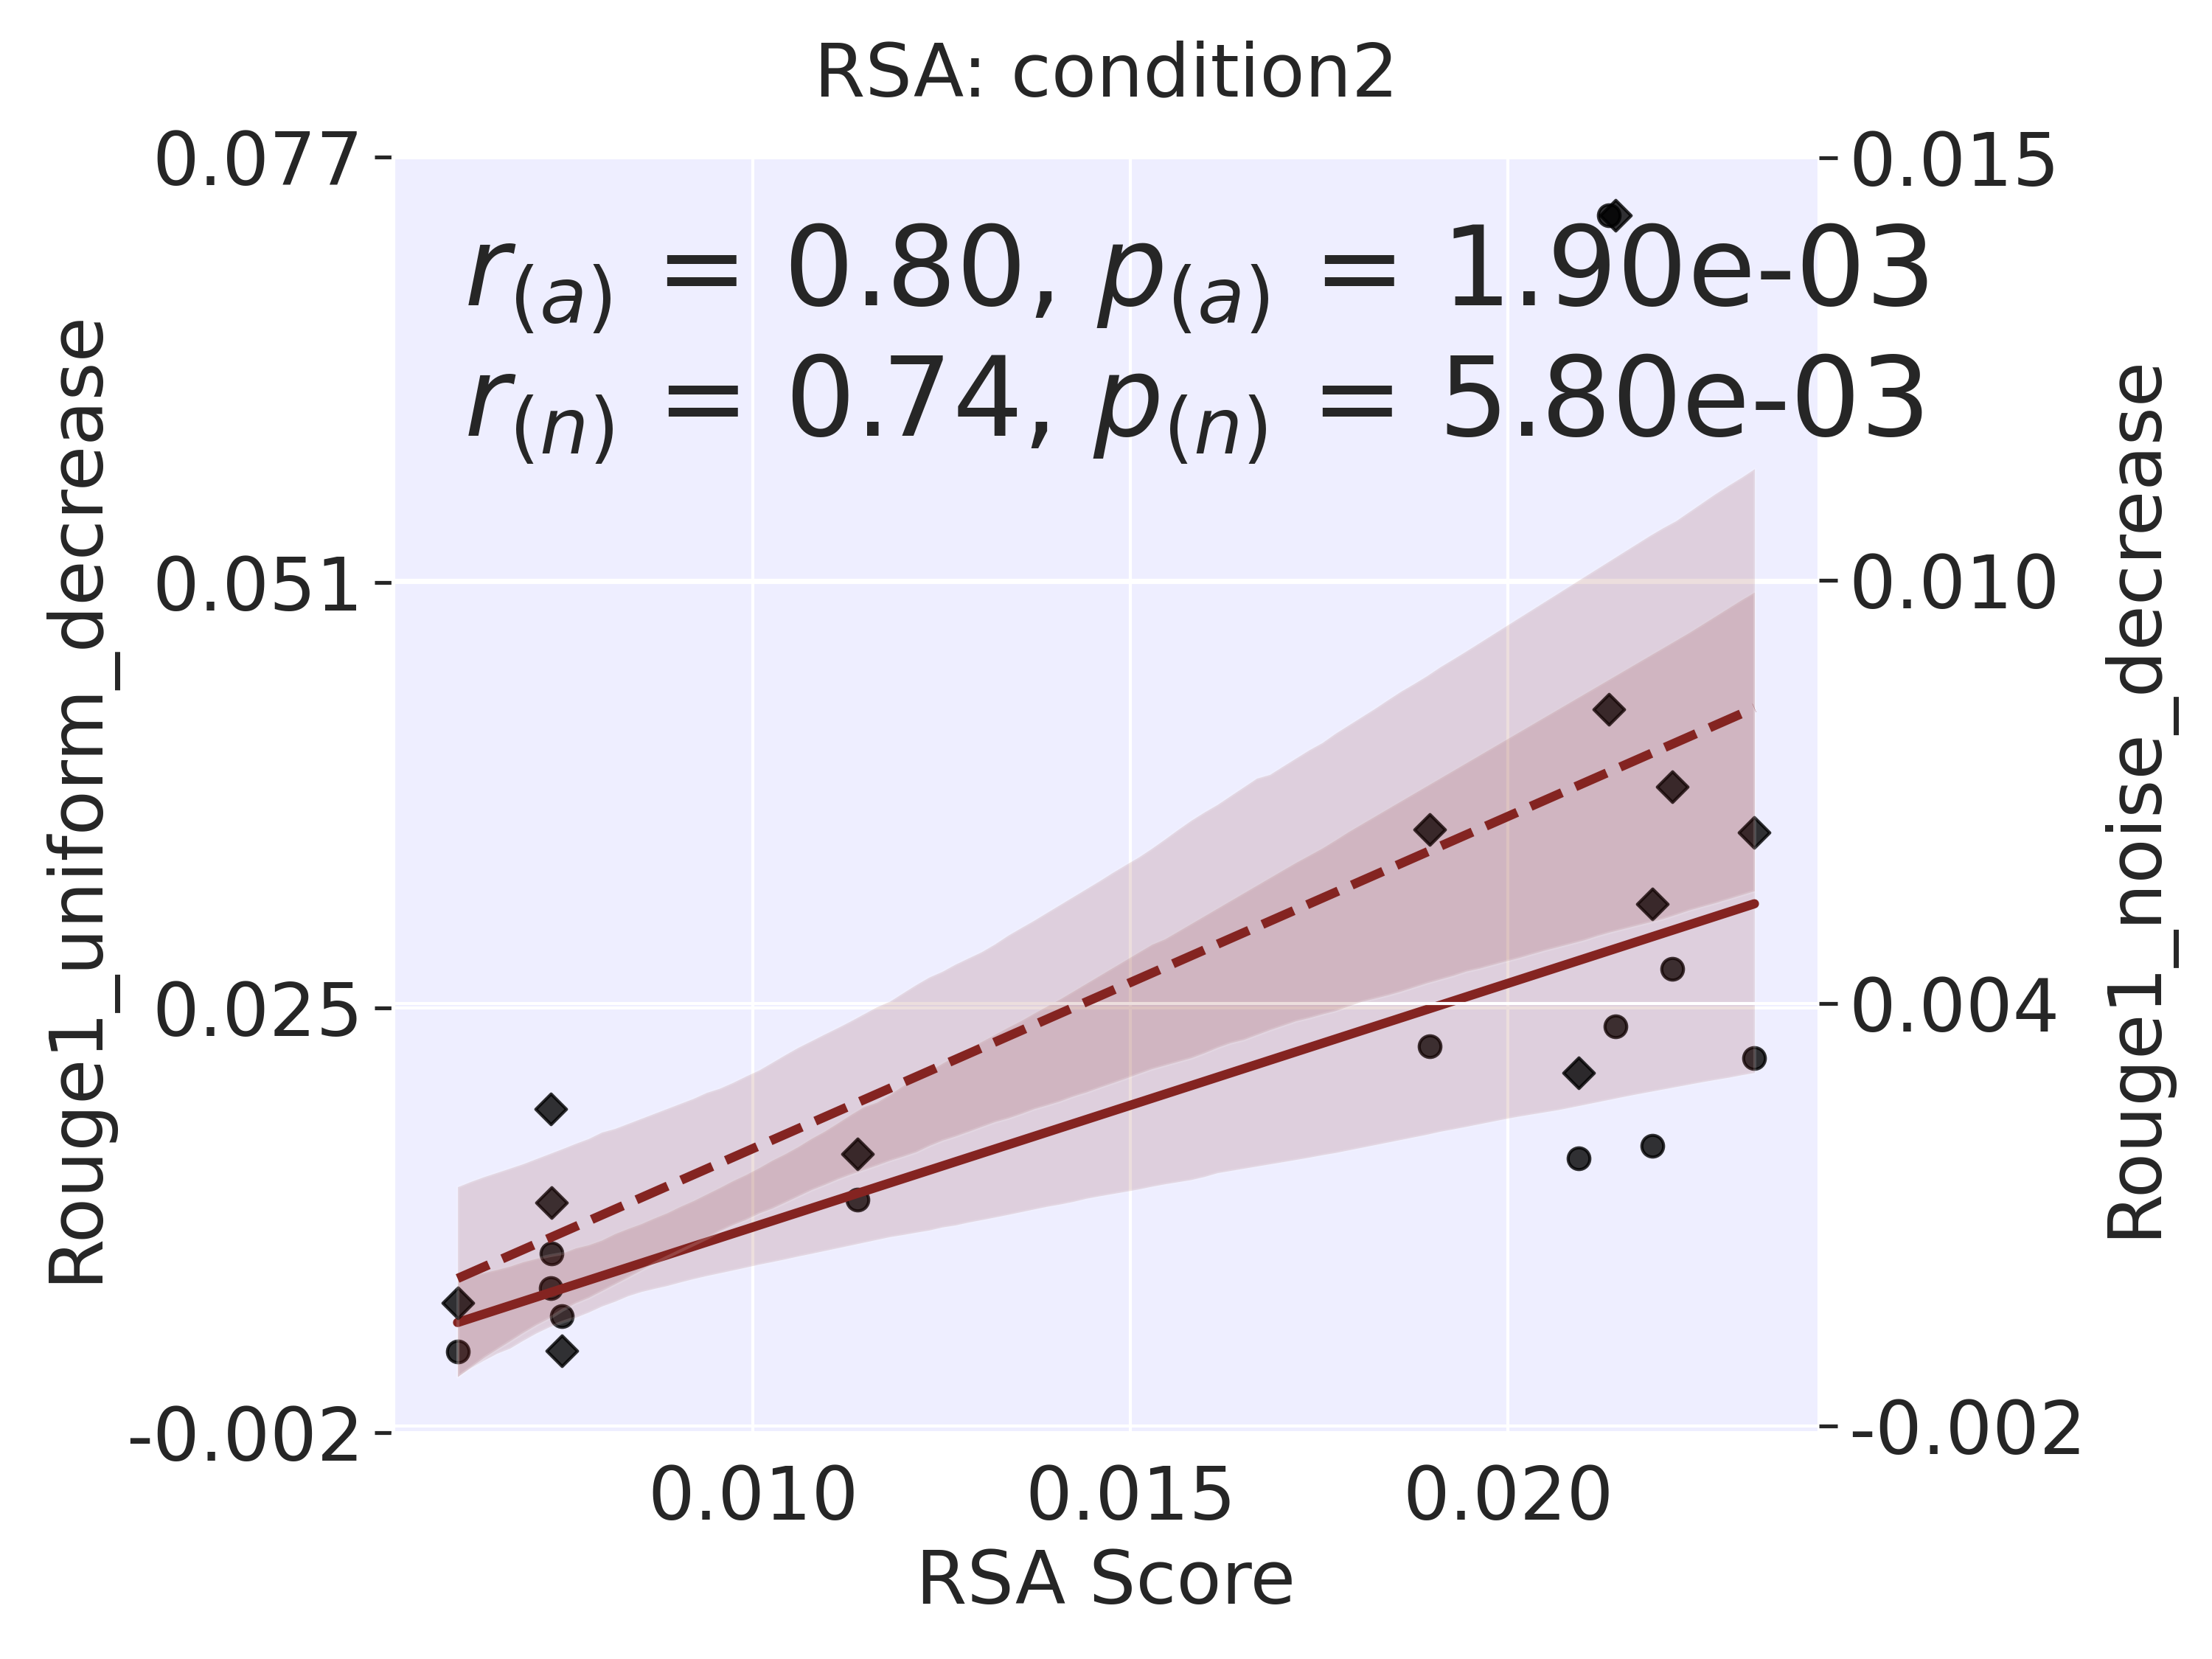 RSA: condition2
0.077
0.051
0.025
-0.002
Rouge1_uniform_decrease
r(a) = 0.80, p(a) = 1.90e-03
r(n) = 0.74, p(n) = 5.80e-03
0.015
0.010
0.004
-0.002
Rouge1_noise_decrease
0.010 0.015 0.020
RSA Score